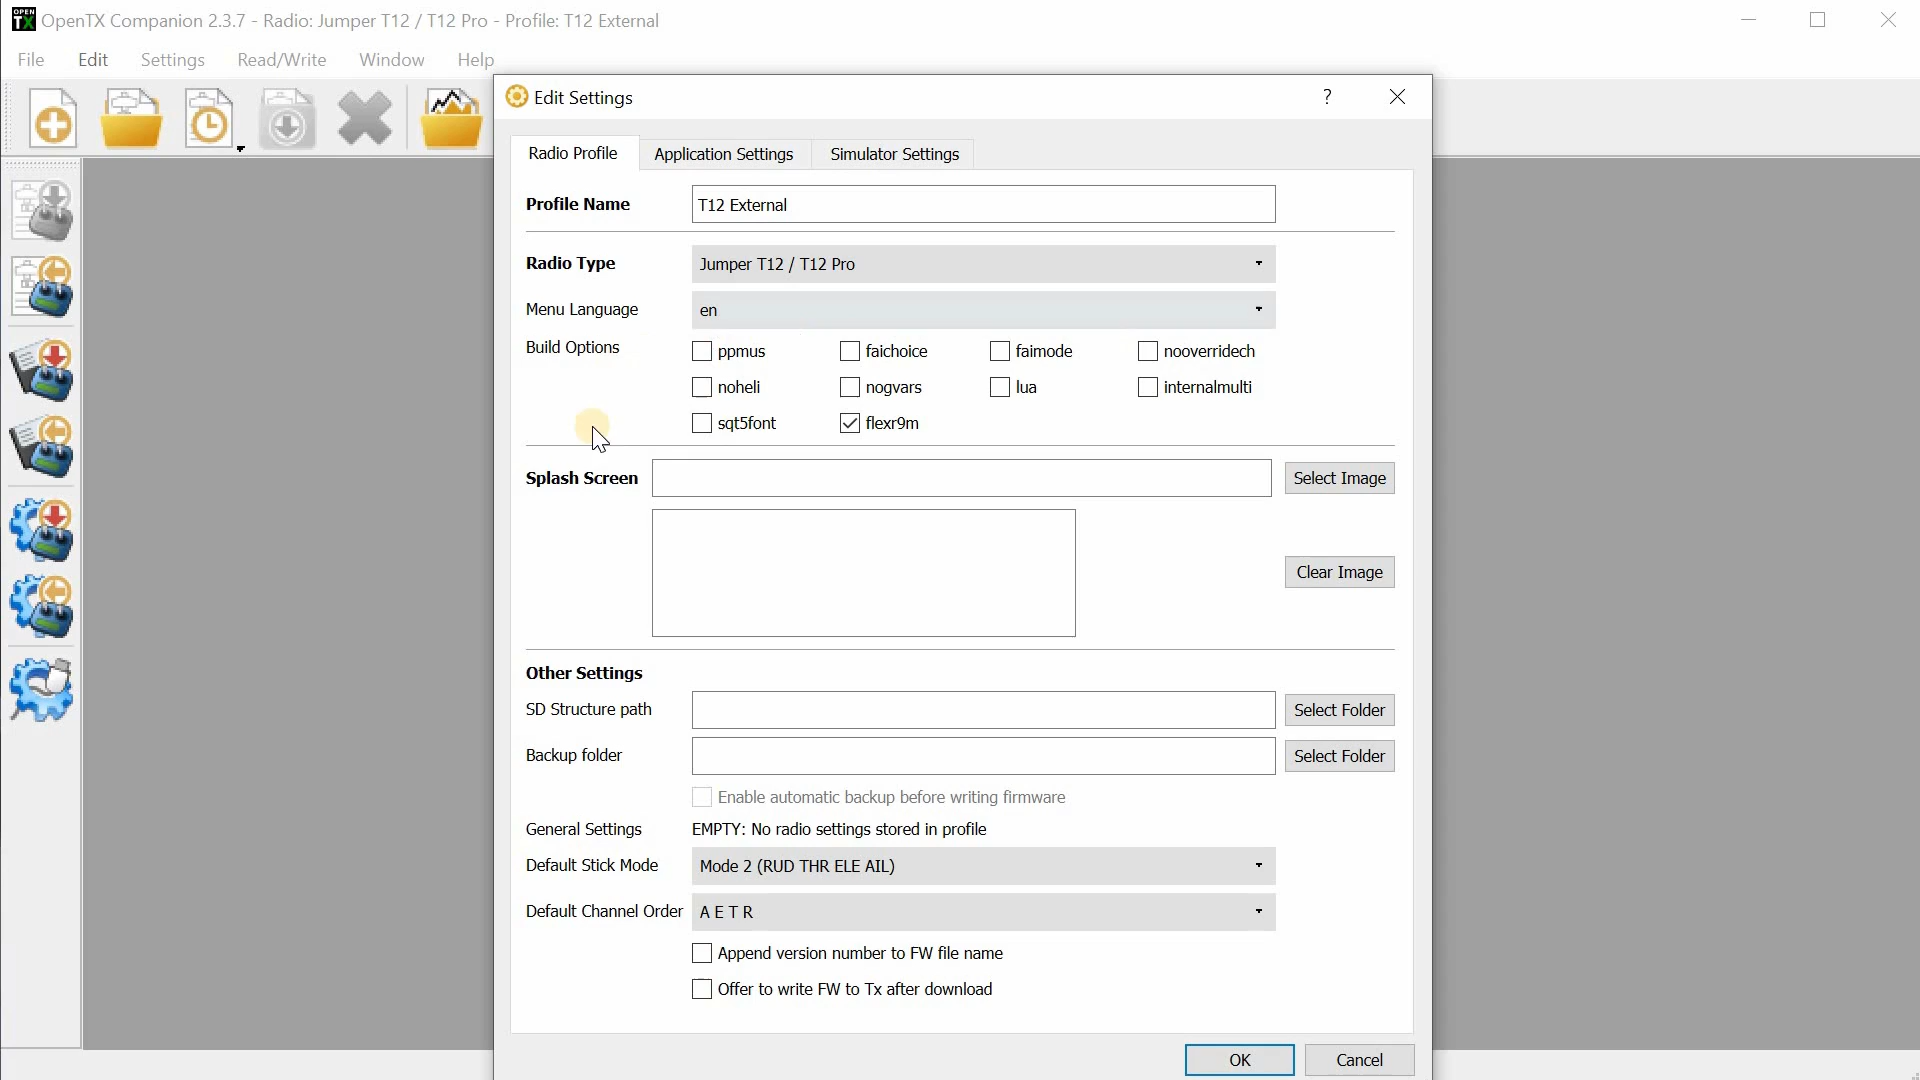 OPEN TX OpenTX Companion 2.3.7 - Radio: Jumper T12 / T12 Pro - Profile: T12 External
File Edit Settings Read/Write Window Help
Edit Settings ?
Radio Profile Application Settings Simulator Settings
Profile Name T12 External
Radio Type Jumper T12 / T12 Pro
Menu Language en
Build Options ppmus faichoice faimode nooverridech
noheli nogvars lua internalmulti
sqt5font flexr9m
Splash Screen Select Image
Clear Image
Other Settings
SD Structure path Select Folder
Backup folder Select Folder
Enable automatic backup before writing firmware
General Settings EMPTY: No radio settings stored in profile
Default Stick Mode Mode 2 (RUD THR ELE AIL)
Default Channel Order A E T R
Append version number to FW file name
Offer to write FW to Tx after download
OK Cancel